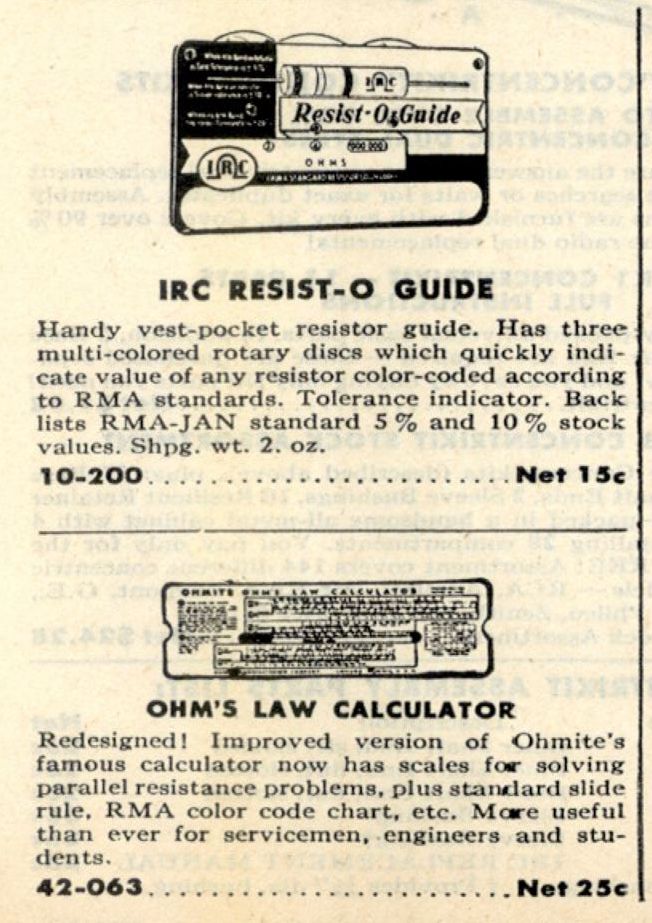 IRC
Resist-O-Guide
OHMS
IRC
IRC RESIST-O GUIDE
Handy vest-pocket resistor guide. Has three
multi-colored rotary discs which quickly indi-
cate value of any resistor color-coded according
to RMA standards. Tolerance indicator. Back
lists RMA-JAN standard 5% and 10% stock
values. Shpg. wt. 2. oz.
10-200............................Net 15c
OHMITE OHM'S LAW CALCULATOR
OHM'S LAW CALCULATOR
Redesigned! Improved version of Ohmite's
famous calculator now has scales for solving
parallel resistance problems, plus standard slide
rule, RMA color code chart, etc. More useful
than ever for servicemen, engineers and stu-
dents.
42-063............................Net 25c